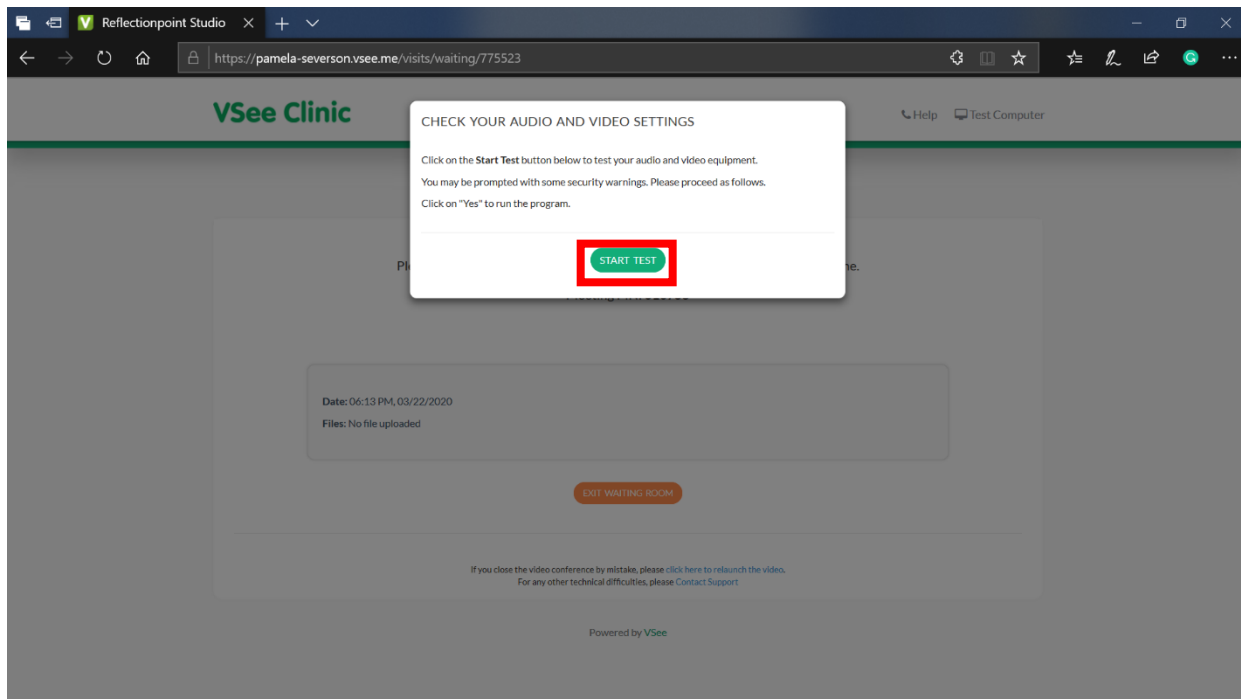 Reflectionpoint Studio
https://pamela-severson.vsee.me/visits/waiting/775523
VSee Clinic
Help
Test Computer
CHECK YOUR AUDIO AND VIDEO SETTINGS
Click on the Start Test button below to test your audio and video equipment.
You may be prompted with some security warnings. Please proceed as follows.
Click on "Yes" to run the program.
START TEST
Date: 06:13 PM, 03/22/2020
Files: No file uploaded
EXIT WAITING ROOM
If you close the video conference by mistake, please click here to relaunch the video.
For any other technical difficulties, please Contact Support
Powered by VSee